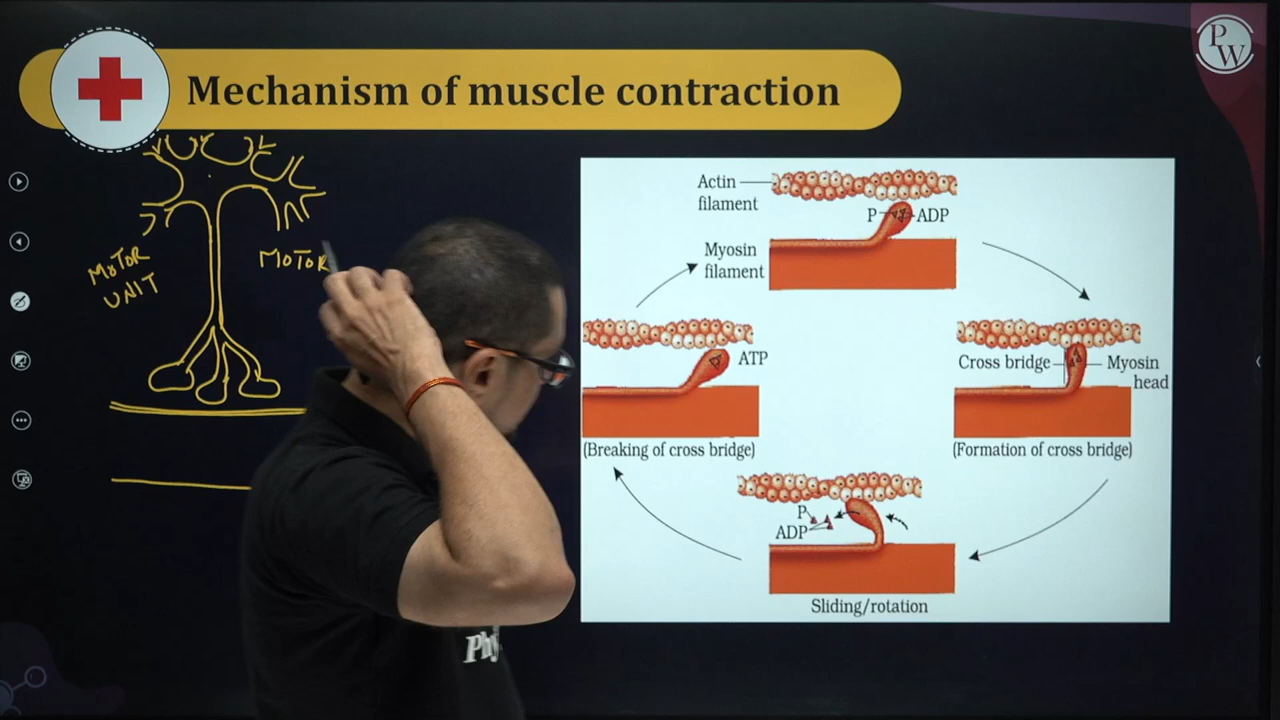 PW
Mechanism of muscle contraction
MOTOR
UNIT
MOTOR
Actin
filament
P
ADP
Myosin
filament
ATP
Cross bridge
Myosin
head
(Breaking of cross bridge)
(Formation of cross bridge)
P
ADP
Sliding/rotation